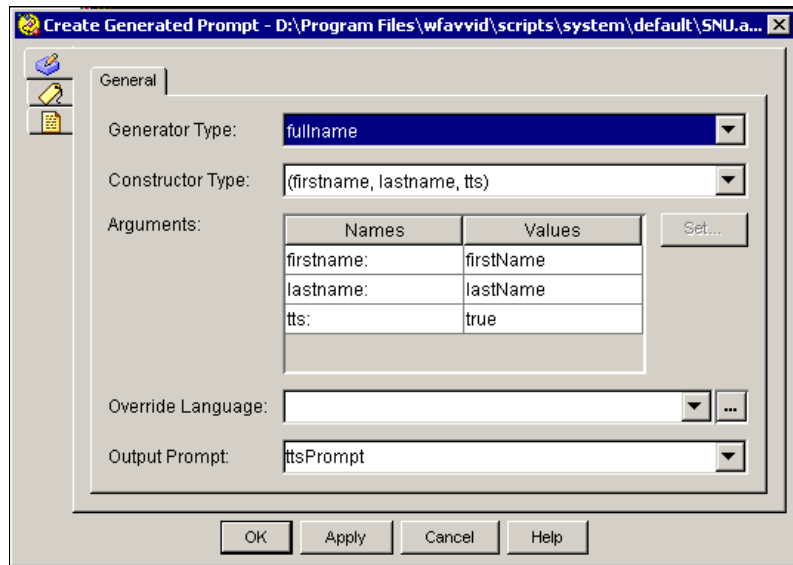 Create Generated Prompt - D:\Program Files\wfavvid\scripts\system\default\SNU.a...
General
Generator Type: fullname
Constructor Type: (firstname, lastname, tts)
Arguments: Names Values Set...
firstname: firstName
lastname: lastName
tts: true
Override Language: ...
Output Prompt: ttsPrompt
OK Apply Cancel Help